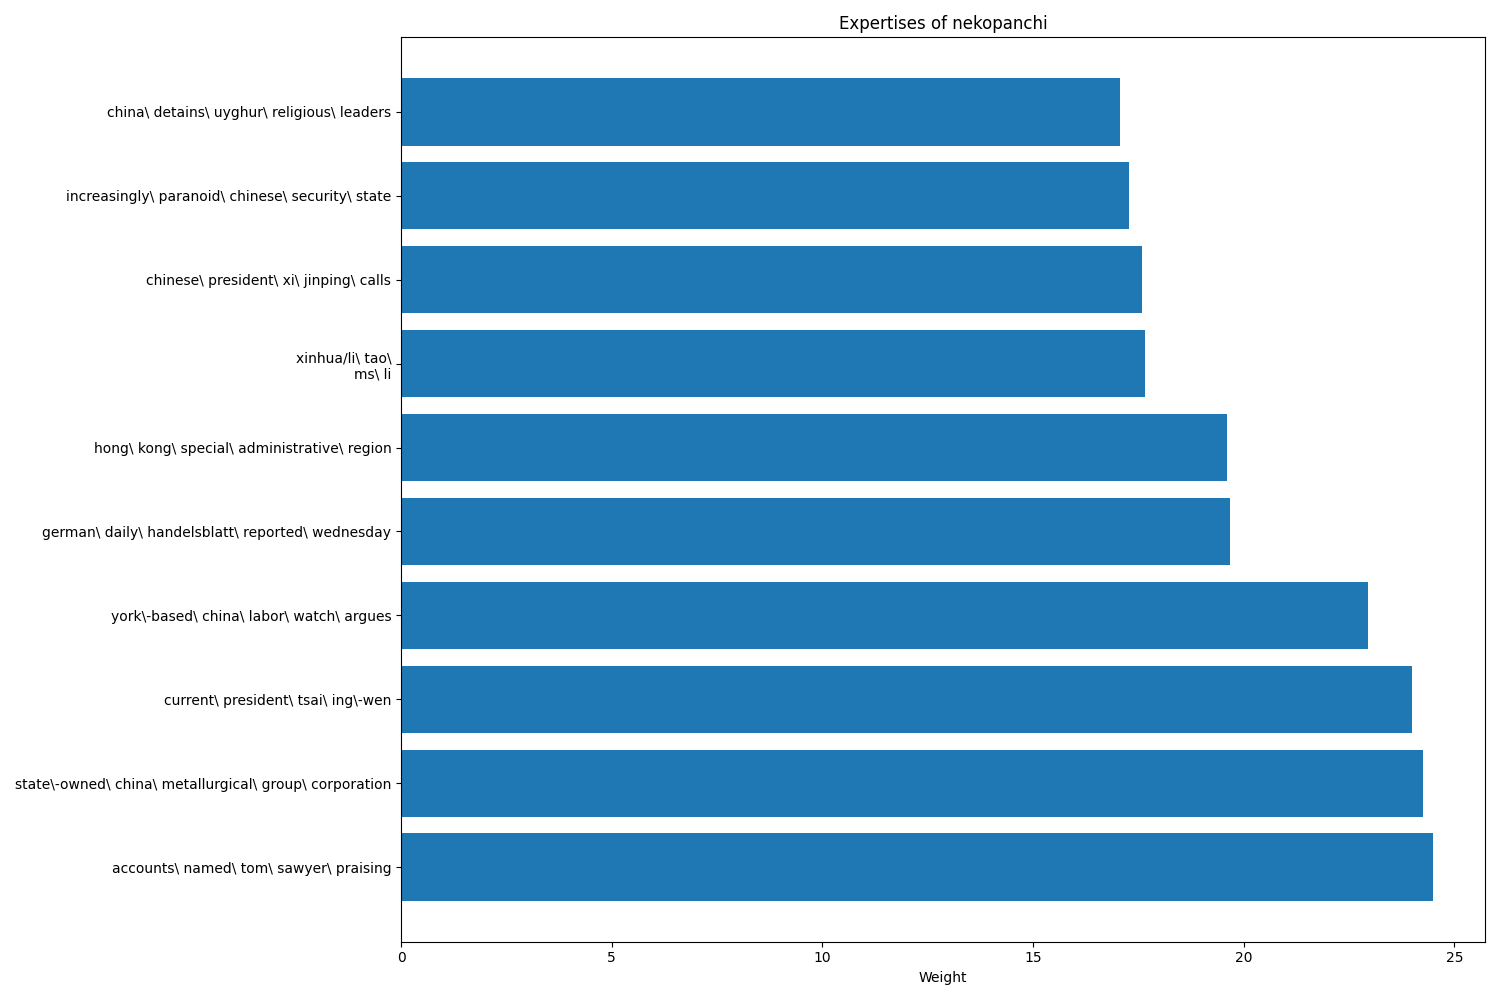 Expertises of nekopanchi
china\ detains\ uyghur\ religious\ leaders
increasingly\ paranoid\ chinese\ security\ state
chinese\ president\ xi\ jinping\ calls
xinhua/li\ tao\
ms\ li
hong\ kong\ special\ administrative\ region
german\ daily\ handelsblatt\ reported\ wednesday
york\-based\ china\ labor\ watch\ argues
current\ president\ tsai\ ing\-wen
state\-owned\ china\ metallurgical\ group\ corporation
accounts\ named\ tom\ sawyer\ praising
0 5 10 15 20 25
Weight